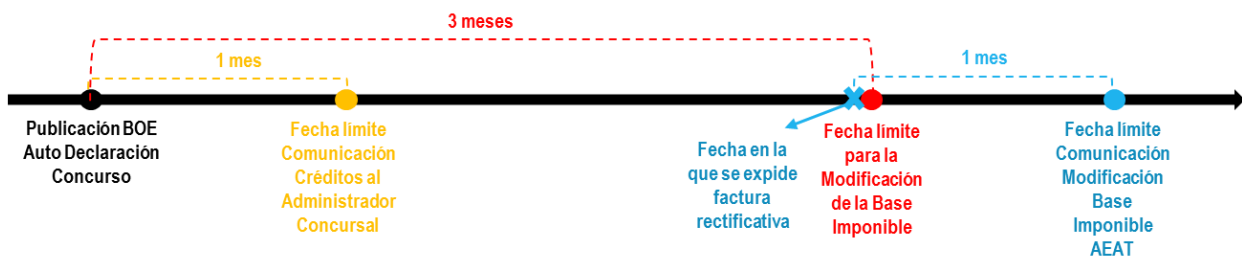 3 meses
1 mes
1 mes
Publicación BOE
Auto Declaración
Concurso
Fecha límite
Comunicación
Créditos al
Administrador
Concursal
Fecha en la
que se expide
factura
rectificativa
Fecha límite
para la
Modificación
de la Base
Imponible
Fecha límite
Comunicación
Modificación
Base
Imponible
AEAT